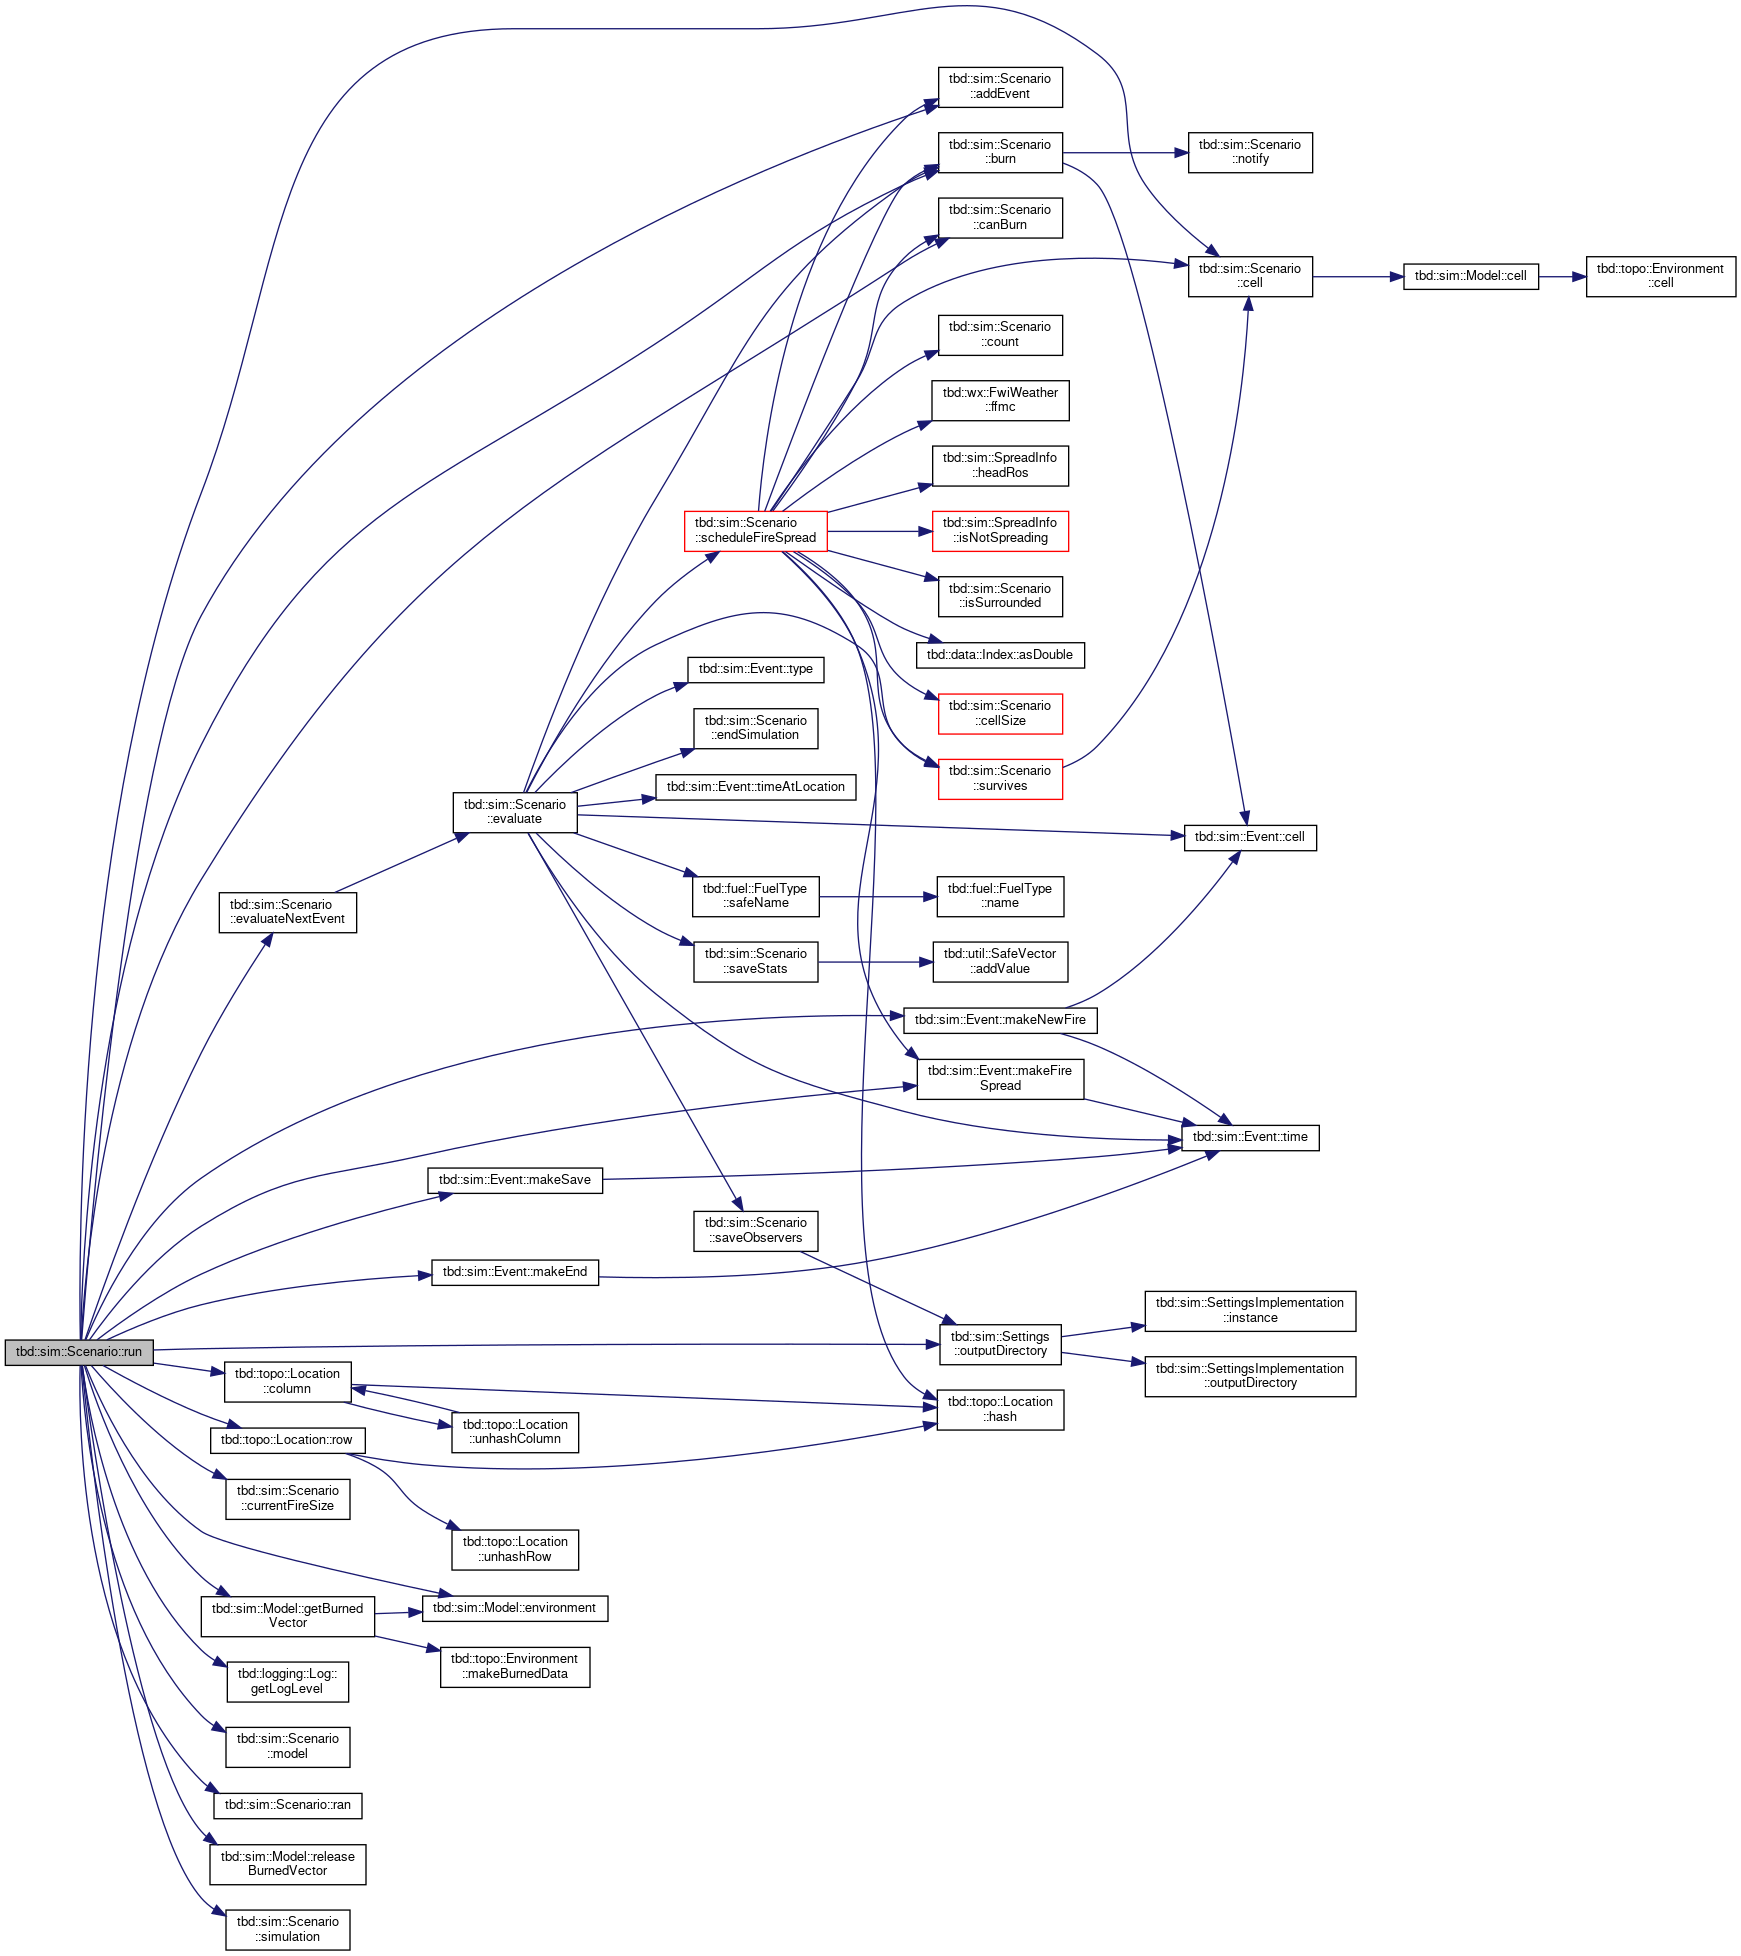 tbd::sim::Scenario::run
tbd::sim::Scenario
::evaluateNextEvent
tbd::topo::Location
::column
tbd::topo::Location::row
tbd::sim::Scenario
::currentFireSize
tbd::sim::Model::getBurned
Vector
tbd::logging::Log::
getLogLevel
tbd::sim::Scenario
::model
tbd::sim::Scenario::ran
tbd::sim::Model::release
BurnedVector
tbd::sim::Scenario
::simulation
tbd::sim::Scenario
::evaluate
tbd::sim::Event::makeSave
tbd::sim::Event::makeEnd
tbd::topo::Location
::unhashColumn
tbd::topo::Location
::unhashRow
tbd::sim::Model::environment
tbd::topo::Environment
::makeBurnedData
tbd::sim::Scenario
::scheduleFireSpread
tbd::sim::Event::type
tbd::sim::Scenario
::endSimulation
tbd::sim::Event::timeAtLocation
tbd::fuel::FuelType
::safeName
tbd::sim::Scenario
::saveStats
tbd::sim::Scenario
::saveObservers
tbd::sim::Scenario
::addEvent
tbd::sim::Scenario
::burn
tbd::sim::Scenario
::canBurn
tbd::sim::Scenario
::count
tbd::wx::FwiWeather
::ffmc
tbd::sim::SpreadInfo
::headRos
tbd::sim::SpreadInfo
::isNotSpreading
tbd::sim::Scenario
::isSurrounded
tbd::data::Index::asDouble
tbd::sim::Scenario
::cellSize
tbd::sim::Scenario
::survives
tbd::fuel::FuelType
::name
tbd::util::SafeVector
::addValue
tbd::sim::Event::makeNewFire
tbd::sim::Event::makeFire
Spread
tbd::sim::Settings
::outputDirectory
tbd::topo::Location
::hash
tbd::sim::Scenario
::notify
tbd::sim::Scenario
::cell
tbd::sim::Event::cell
tbd::sim::Event::time
tbd::sim::SettingsImplementation
::instance
tbd::sim::SettingsImplementation
::outputDirectory
tbd::sim::Model::cell
tbd::topo::Environment
::cell